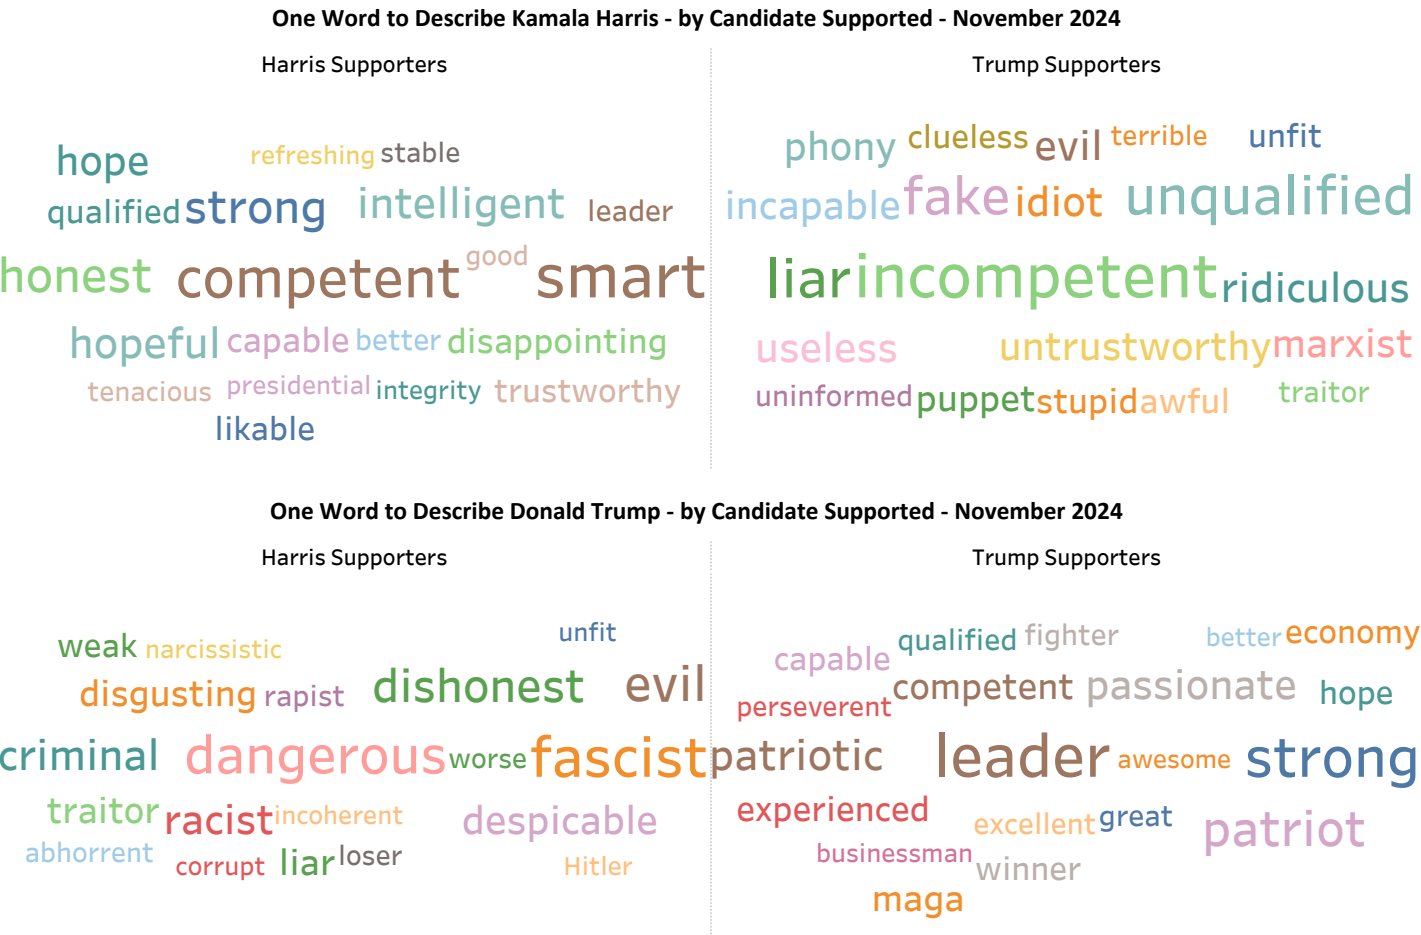 One Word to Describe Kamala Harris - by Candidate Supported - November 2024
Harris Supporters
hope refreshing stable
qualified strong intelligent leader
honest competent good smart
hopeful capable better disappointing
tenacious presidential integrity trustworthy
likable
Trump Supporters
phony clueless evil terrible unfit
incapable fake idiot unqualified
liar incompetent ridiculous
useless untrustworthy marxist
uninformed puppet stupid awful traitor
One Word to Describe Donald Trump - by Candidate Supported - November 2024
Harris Supporters
weak narcissistic unfit
disgusting rapist dishonest evil
criminal dangerous worse fascist
traitor racist incoherent despicable
abhorrent corrupt liar loser Hitler
Trump Supporters
capable qualified fighter better economy
perseverent competent passionate hope
patriotic leader awesome strong
experienced excellent great patriot
businessman winner
maga